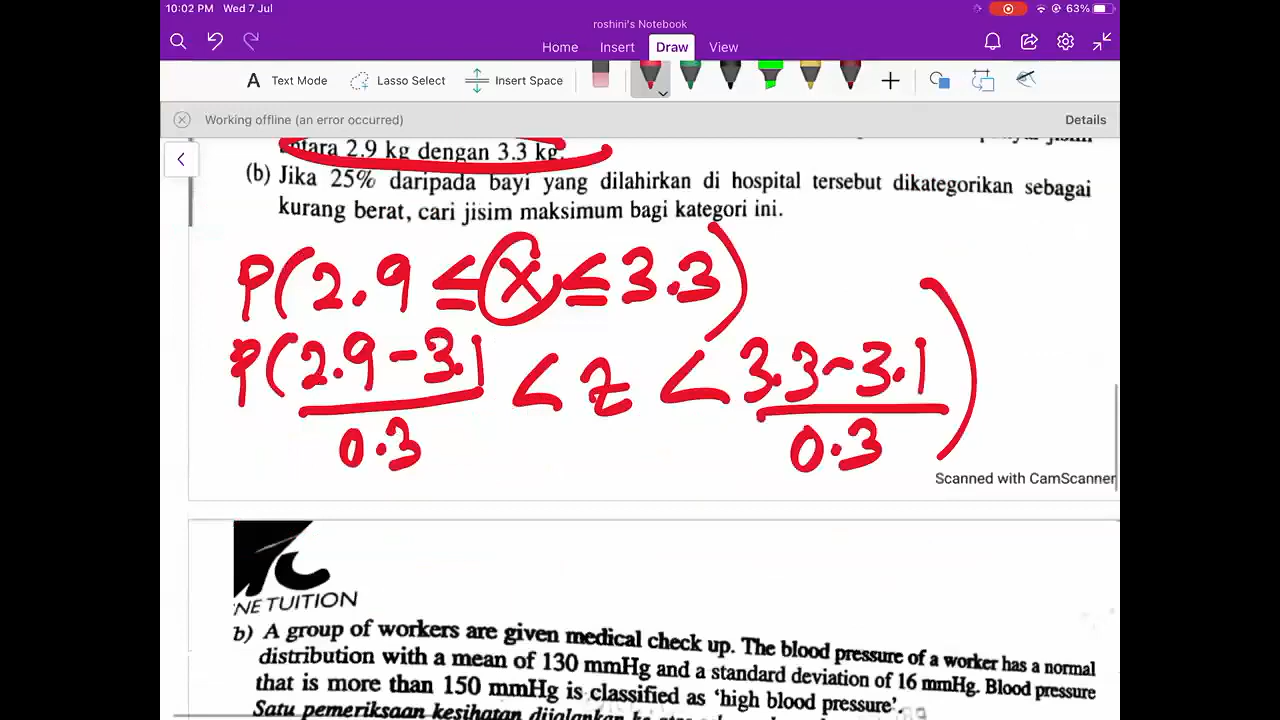 10:02 PM Wed 7 Jul
63%
roshini's Notebook
Home Insert Draw View
Text Mode Lasso Select Insert Space
Working offline (an error occurred) Details
antara 2.9 kg dengan 3.3 kg.
(b) Jika 25% daripada bayi yang dilahirkan di hospital tersebut dikategorikan sebagai
kurang berat, cari jisim maksimum bagi kategori ini.
P(2.9 ≤ X ≤ 3.3)
P(2.9 - 3.1 / 0.3 < z < 3.3 - 3.1 / 0.3)
Scanned with CamScanner
NE TUITION
b) A group of workers are given medical check up. The blood pressure of a worker has a normal
distribution with a mean of 130 mmHg and a standard deviation of 16 mmHg. Blood pressure
that is more than 150 mmHg is classified as 'high blood pressure'.
Satu pemeriksaan kesihatan dijalankan ke